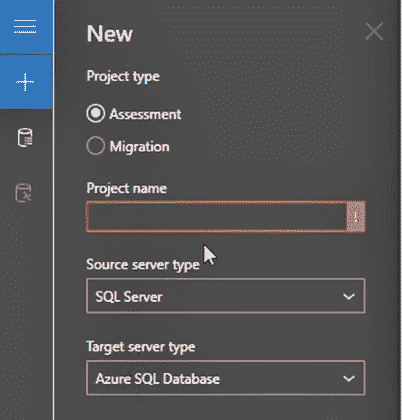 New
Project type
Assessment
Migration
Project name
Source server type
SQL Server
Target server type
Azure SQL Database